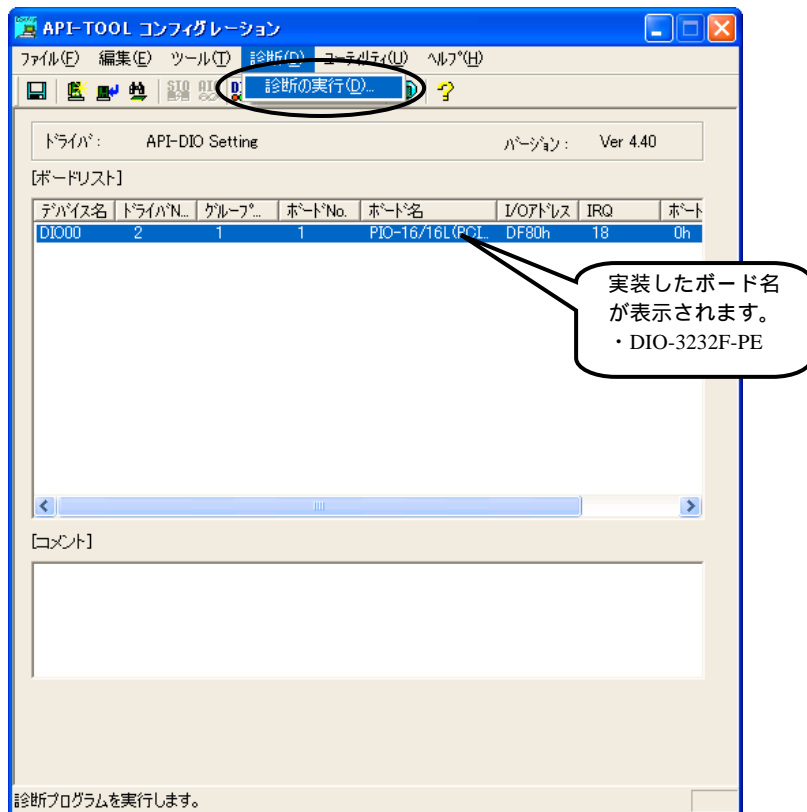 API-TOOL コンフィグレーション
ファイル(F) 編集(E) ツール(T) 診断(D) ユーティリティ(U) ヘルプ(H)
診断の実行(D)...
ドライバ: API-DIO Setting バージョン: Ver 4.40
[ボードリスト]
デバイス名 ドライバN... グループ... ボードNo. ボード名 I/Oアドレス IRQ ボート
DIO00 2 1 1 PIO-16/16L(PCI... DF80h 18 0h
実装したボード名
が表示されます。
・DIO-3232F-PE
[コメント]
診断プログラムを実行します。